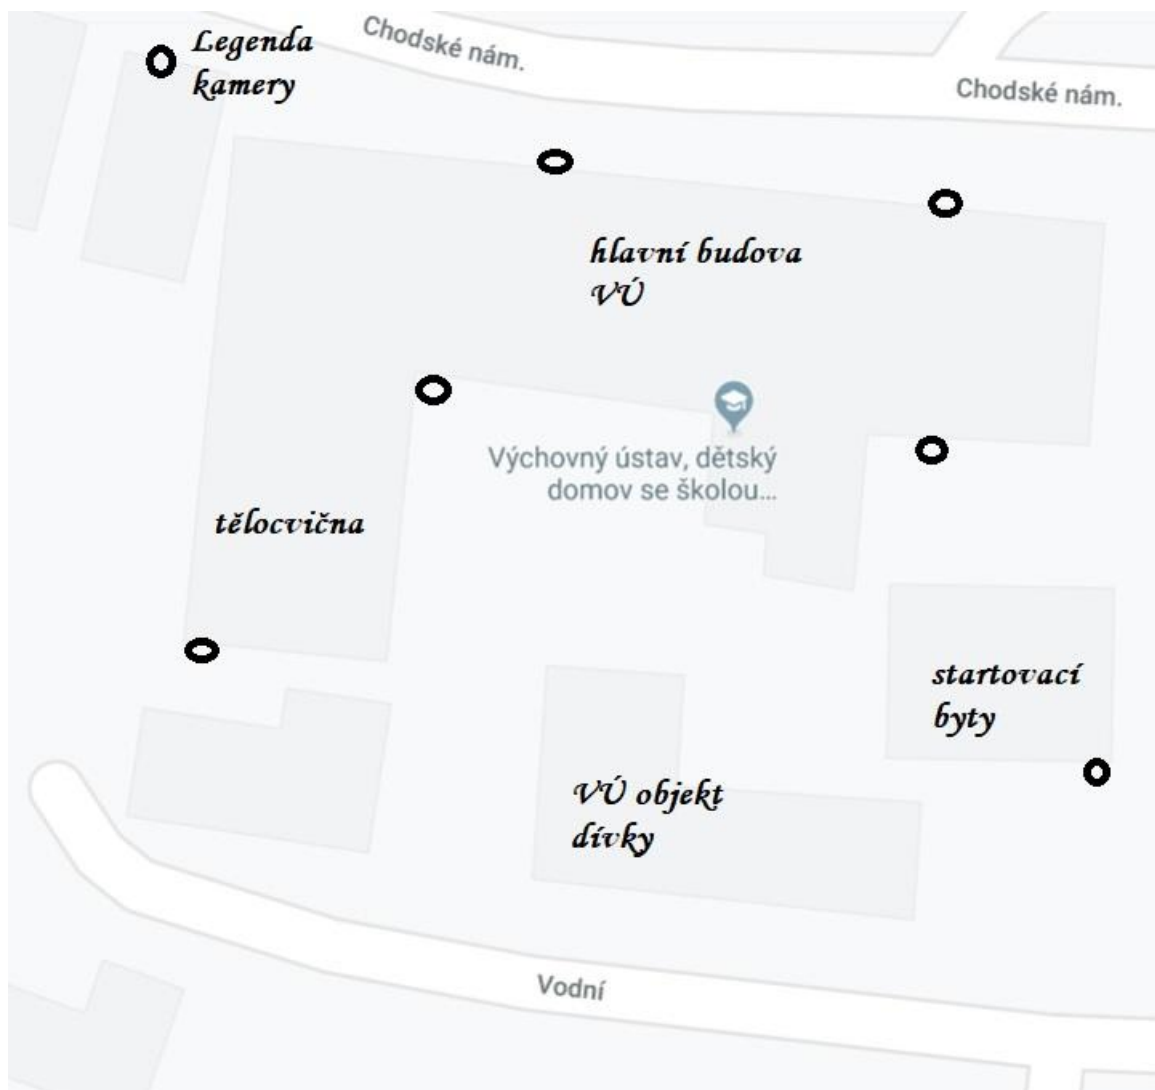 Legenda
kamery
Chodské nám.
Chodské nám.
hlavní budova
VÚ
Výchovný ústav, dětský
domov se školou...
tělocvična
startovací
byty
VÚ objekt
dívky
Vodní